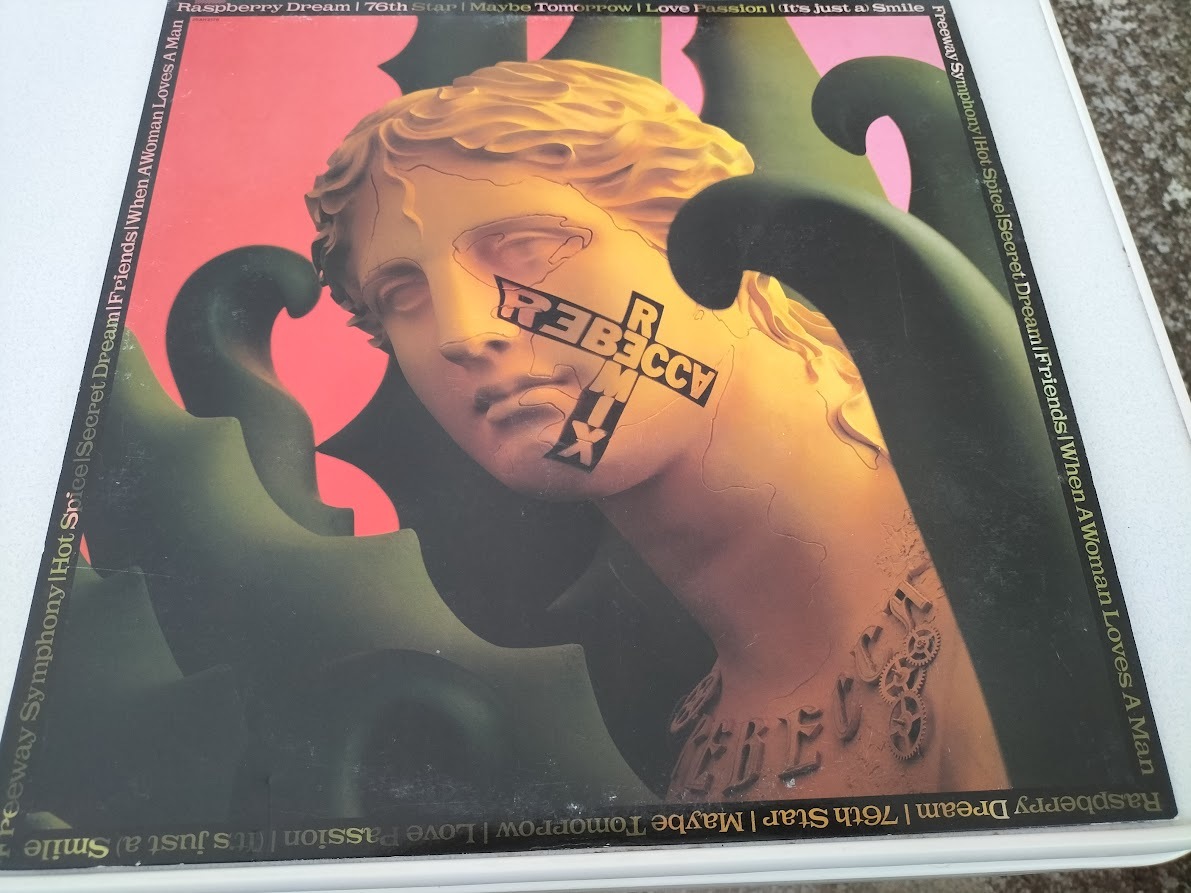 Raspberry Dream | 76th Star | Maybe Tomorrow | Love Passion | (It's just a) Smile
Freeway Symphony | Hot Spice | Secret Dream | Friends | When A Woman Loves A Man
Freeway Symphony | Hot Spice | Secret Dream | Friends | When A Woman Loves A Man
REBECCA
REMIX
REBECCA
Raspberry Dream | 76th Star | Maybe Tomorrow | Love Passion | (It's just a) Smile